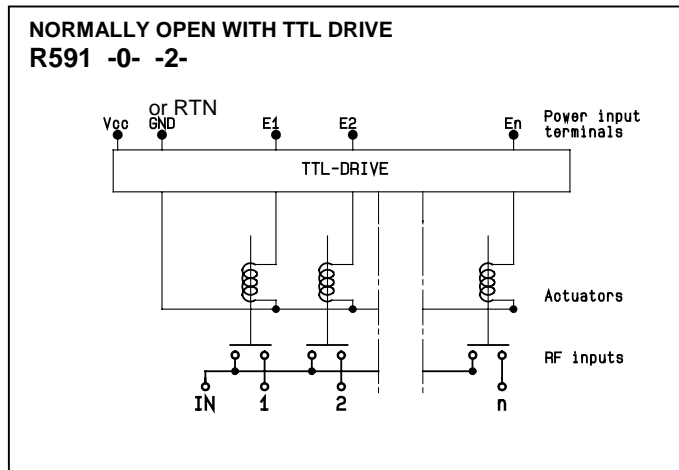 NORMALLY OPEN WITH TTL DRIVE
R591 -0- -2-
or RTN
Vcc GND E1 E2 En Power input
terminals
TTL-DRIVE
Actuators
RF inputs
IN 1 2 n